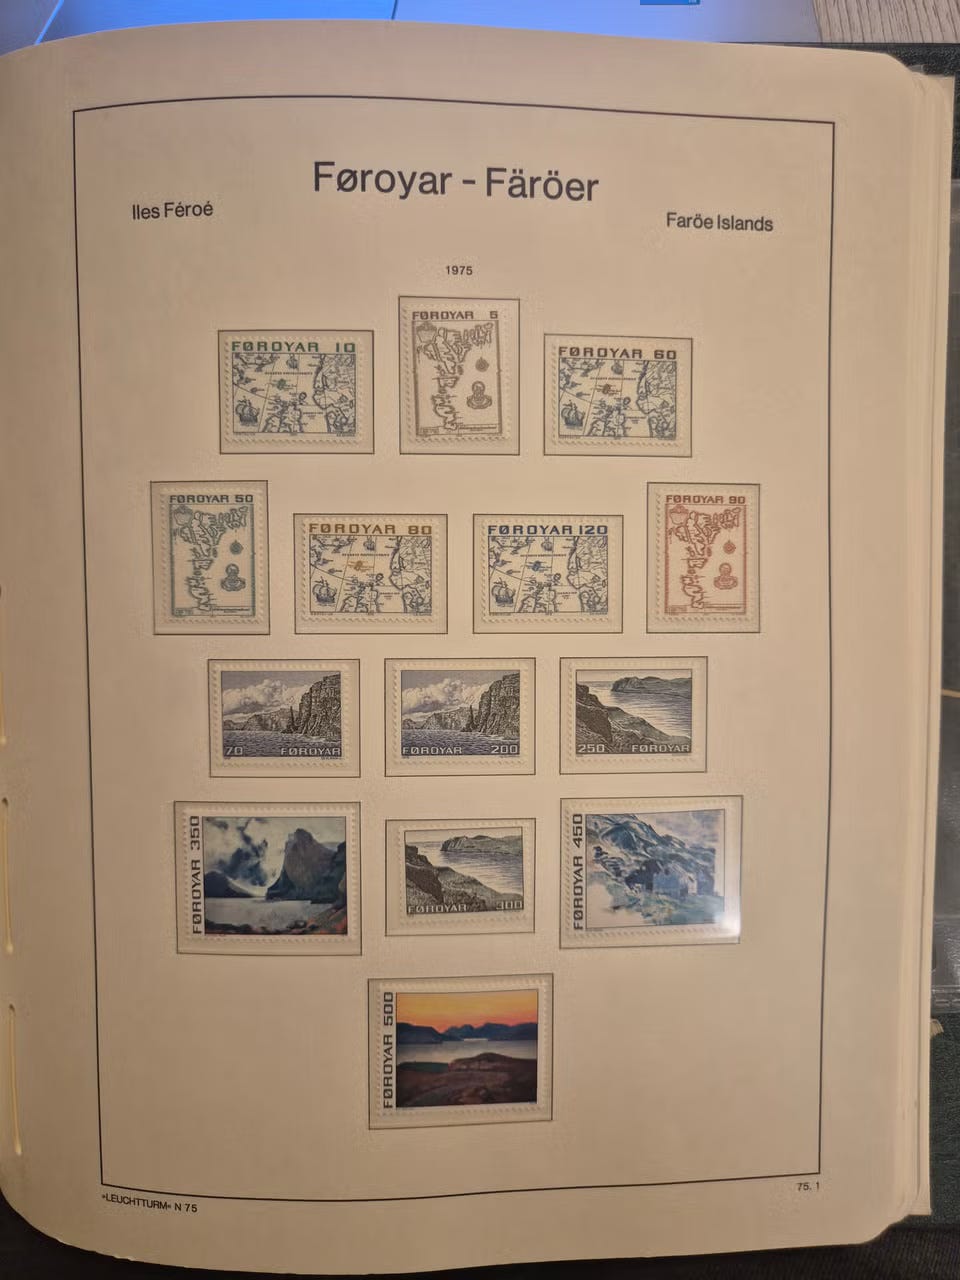 Føroyar - Färöer
Iles Féroé
Faröe Islands
1975
FØROYAR 10
FØROYAR 5
FØROYAR 60
FØROYAR 50
FØROYAR 80
FØROYAR 120
FØROYAR 90
70 FØROYAR
FØROYAR 200
250 FØROYAR
FØROYAR 350
FØROYAR 300
FØROYAR 450
FØROYAR 500
»LEUCHTTURM« N 75
75. 1